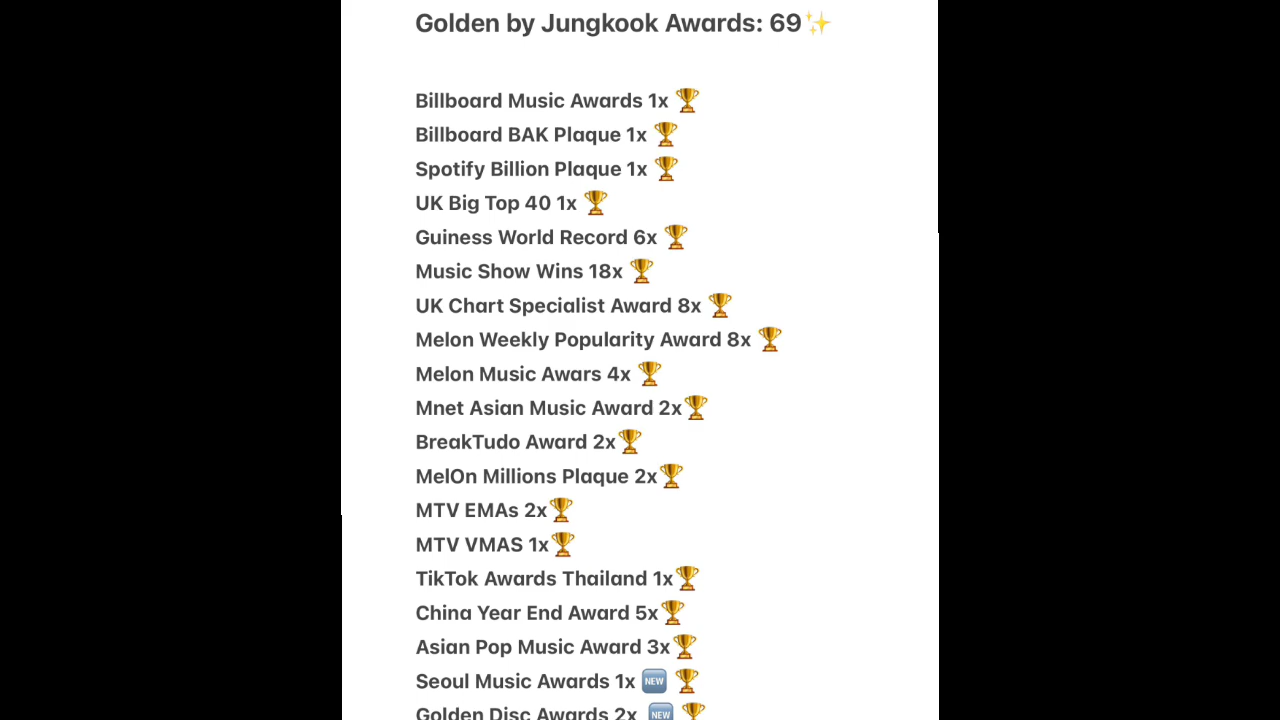 Golden by Jungkook Awards: 69✨
Billboard Music Awards 1x 🏆
Billboard BAK Plaque 1x 🏆
Spotify Billion Plaque 1x 🏆
UK Big Top 40 1x 🏆
Guiness World Record 6x 🏆
Music Show Wins 18x 🏆
UK Chart Specialist Award 8x 🏆
Melon Weekly Popularity Award 8x 🏆
Melon Music Awars 4x 🏆
Mnet Asian Music Award 2x🏆
BreakTudo Award 2x🏆
MelOn Millions Plaque 2x🏆
MTV EMAs 2x🏆
MTV VMAS 1x🏆
TikTok Awards Thailand 1x🏆
China Year End Award 5x🏆
Asian Pop Music Award 3x🏆
Seoul Music Awards 1x 🆕 🏆
Golden Disc Awards 2x 🆕 🏆